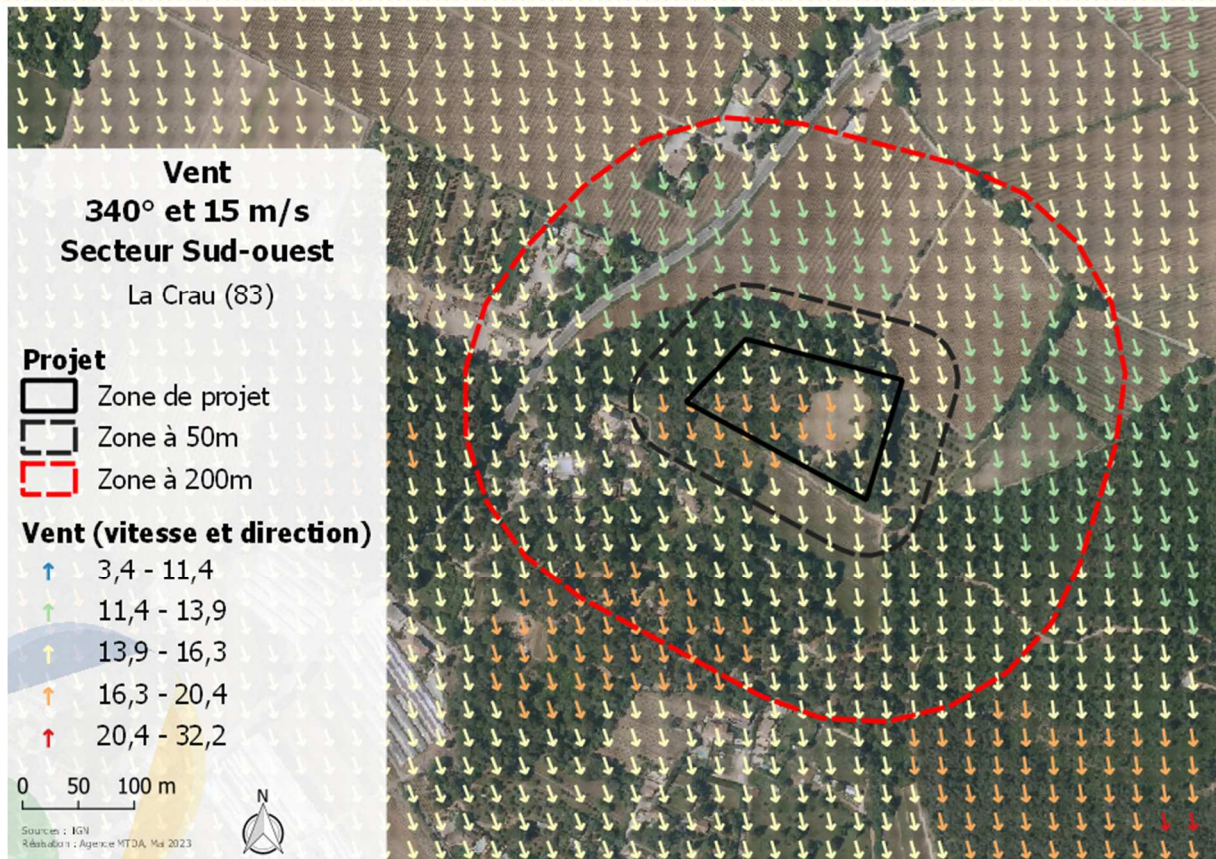 Vent
340° et 15 m/s
Secteur Sud-ouest
La Crau (83)
Projet
Zone de projet
Zone à 50m
Zone à 200m
Vent (vitesse et direction)
3,4 - 11,4
11,4 - 13,9
13,9 - 16,3
16,3 - 20,4
20,4 - 32,2
0 50 100 m
N
Sources : IGN
Réalisation : Agence MTDA, Mai 2023